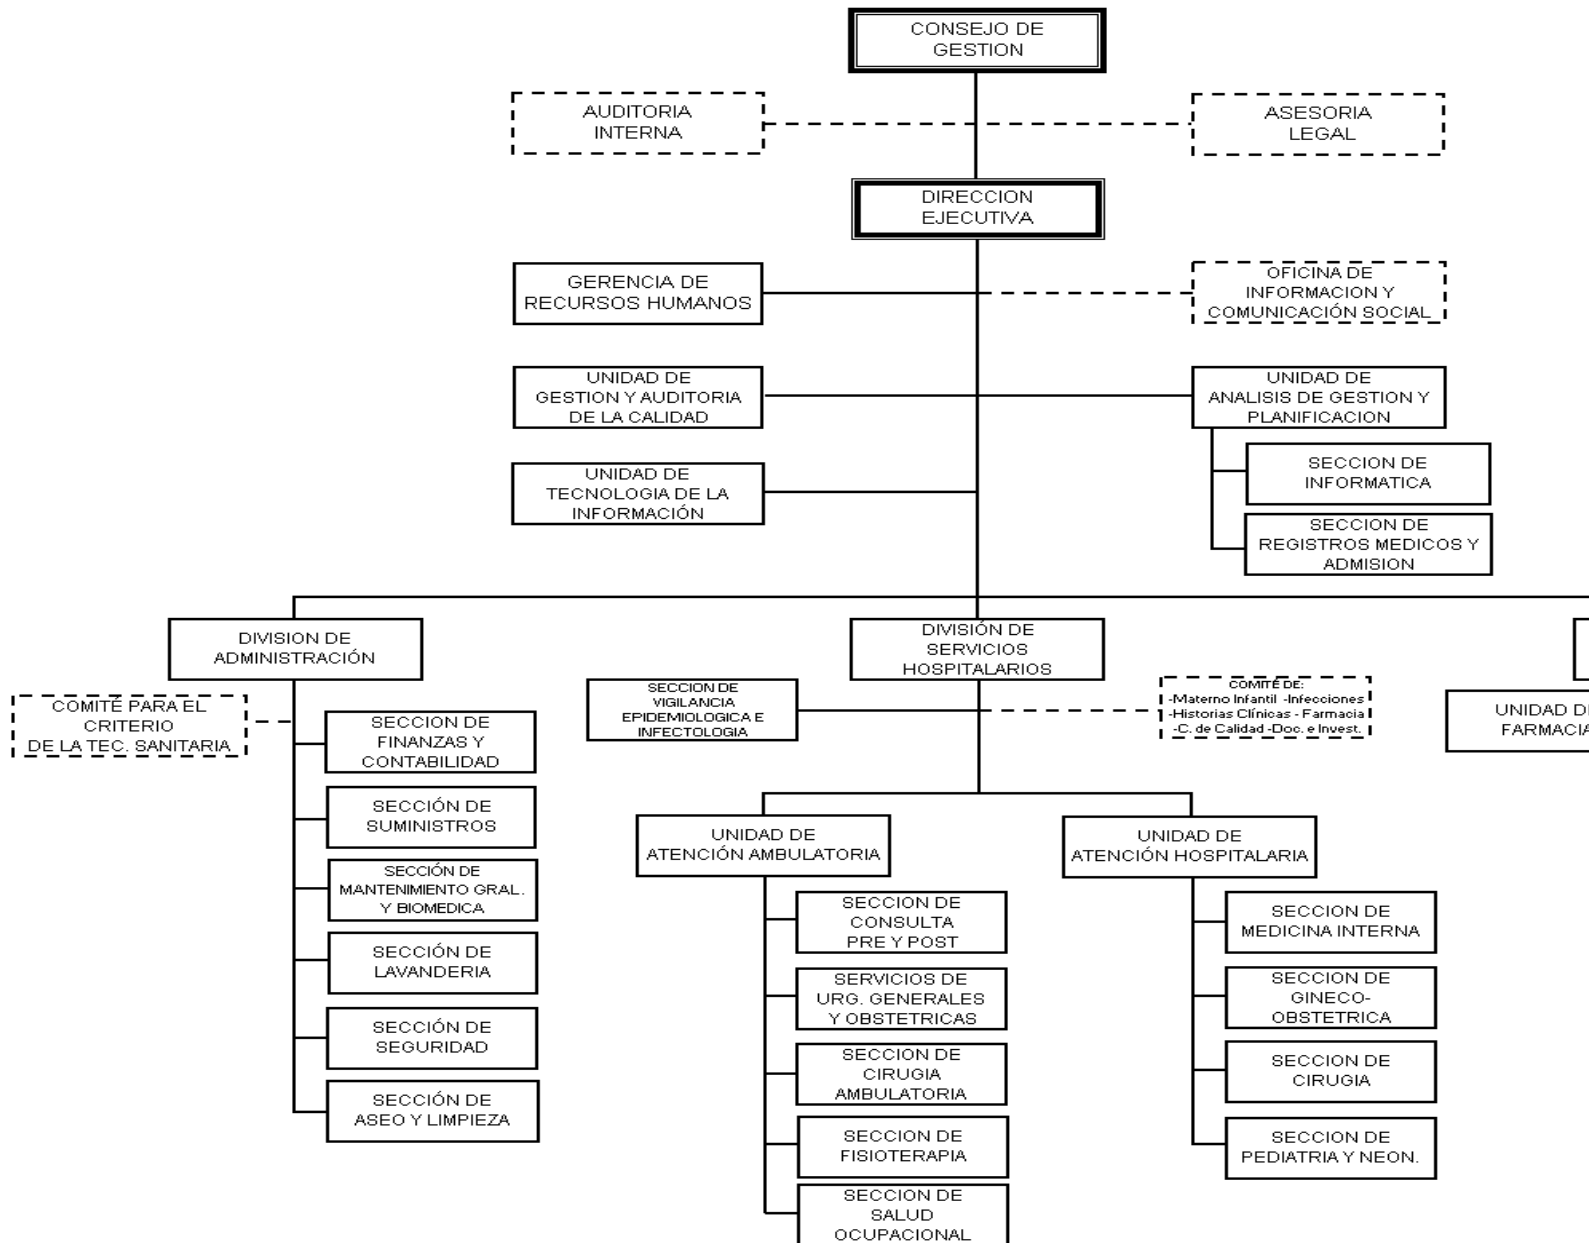 CONSEJO DE
GESTION
AUDITORIA
INTERNA
ASESORIA
LEGAL
DIRECCION
EJECUTIVA
GERENCIA DE
RECURSOS HUMANOS
OFICINA DE
INFORMACION Y
COMUNICACIÓN SOCIAL
UNIDAD DE
GESTION Y AUDITORIA
DE LA CALIDAD
UNIDAD DE
ANALISIS DE GESTION Y
PLANIFICACION
SECCION DE
INFORMATICA
UNIDAD DE
TECNOLOGIA DE LA
INFORMACIÓN
SECCION DE
REGISTROS MEDICOS Y
ADMISION
DIVISION DE
ADMINISTRACIÓN
DIVISIÓN DE
SERVICIOS
HOSPITALARIOS
COMITÉ PARA EL
CRITERIO
DE LA TEC. SANITARIA
SECCION DE
VIGILANCIA
EPIDEMIOLOGICA E
INFECTOLOGIA
COMITÉ DE:
-Materno Infantil -Infecciones
-Historias Clínicas - Farmacia
-C. de Calidad -Doc. e Invest.
UNIDAD DE
FARMACIA
SECCION DE
FINANZAS Y
CONTABILIDAD
SECCIÓN DE
SUMINISTROS
SECCIÓN DE
MANTENIMIENTO GRAL.
Y BIOMEDICA
SECCIÓN DE
LAVANDERIA
SECCIÓN DE
SEGURIDAD
SECCIÓN DE
ASEO Y LIMPIEZA
UNIDAD DE
ATENCIÓN AMBULATORIA
SECCION DE
CONSULTA
PRE Y POST
SERVICIOS DE
URG. GENERALES
Y OBSTETRICAS
SECCION DE
CIRUGIA
AMBULATORIA
SECCION DE
FISIOTERAPIA
SECCION DE
SALUD
OCUPACIONAL
UNIDAD DE
ATENCIÓN HOSPITALARIA
SECCION DE
MEDICINA INTERNA
SECCION DE
GINECO-
OBSTETRICA
SECCION DE
CIRUGIA
SECCION DE
PEDIATRIA Y NEON.